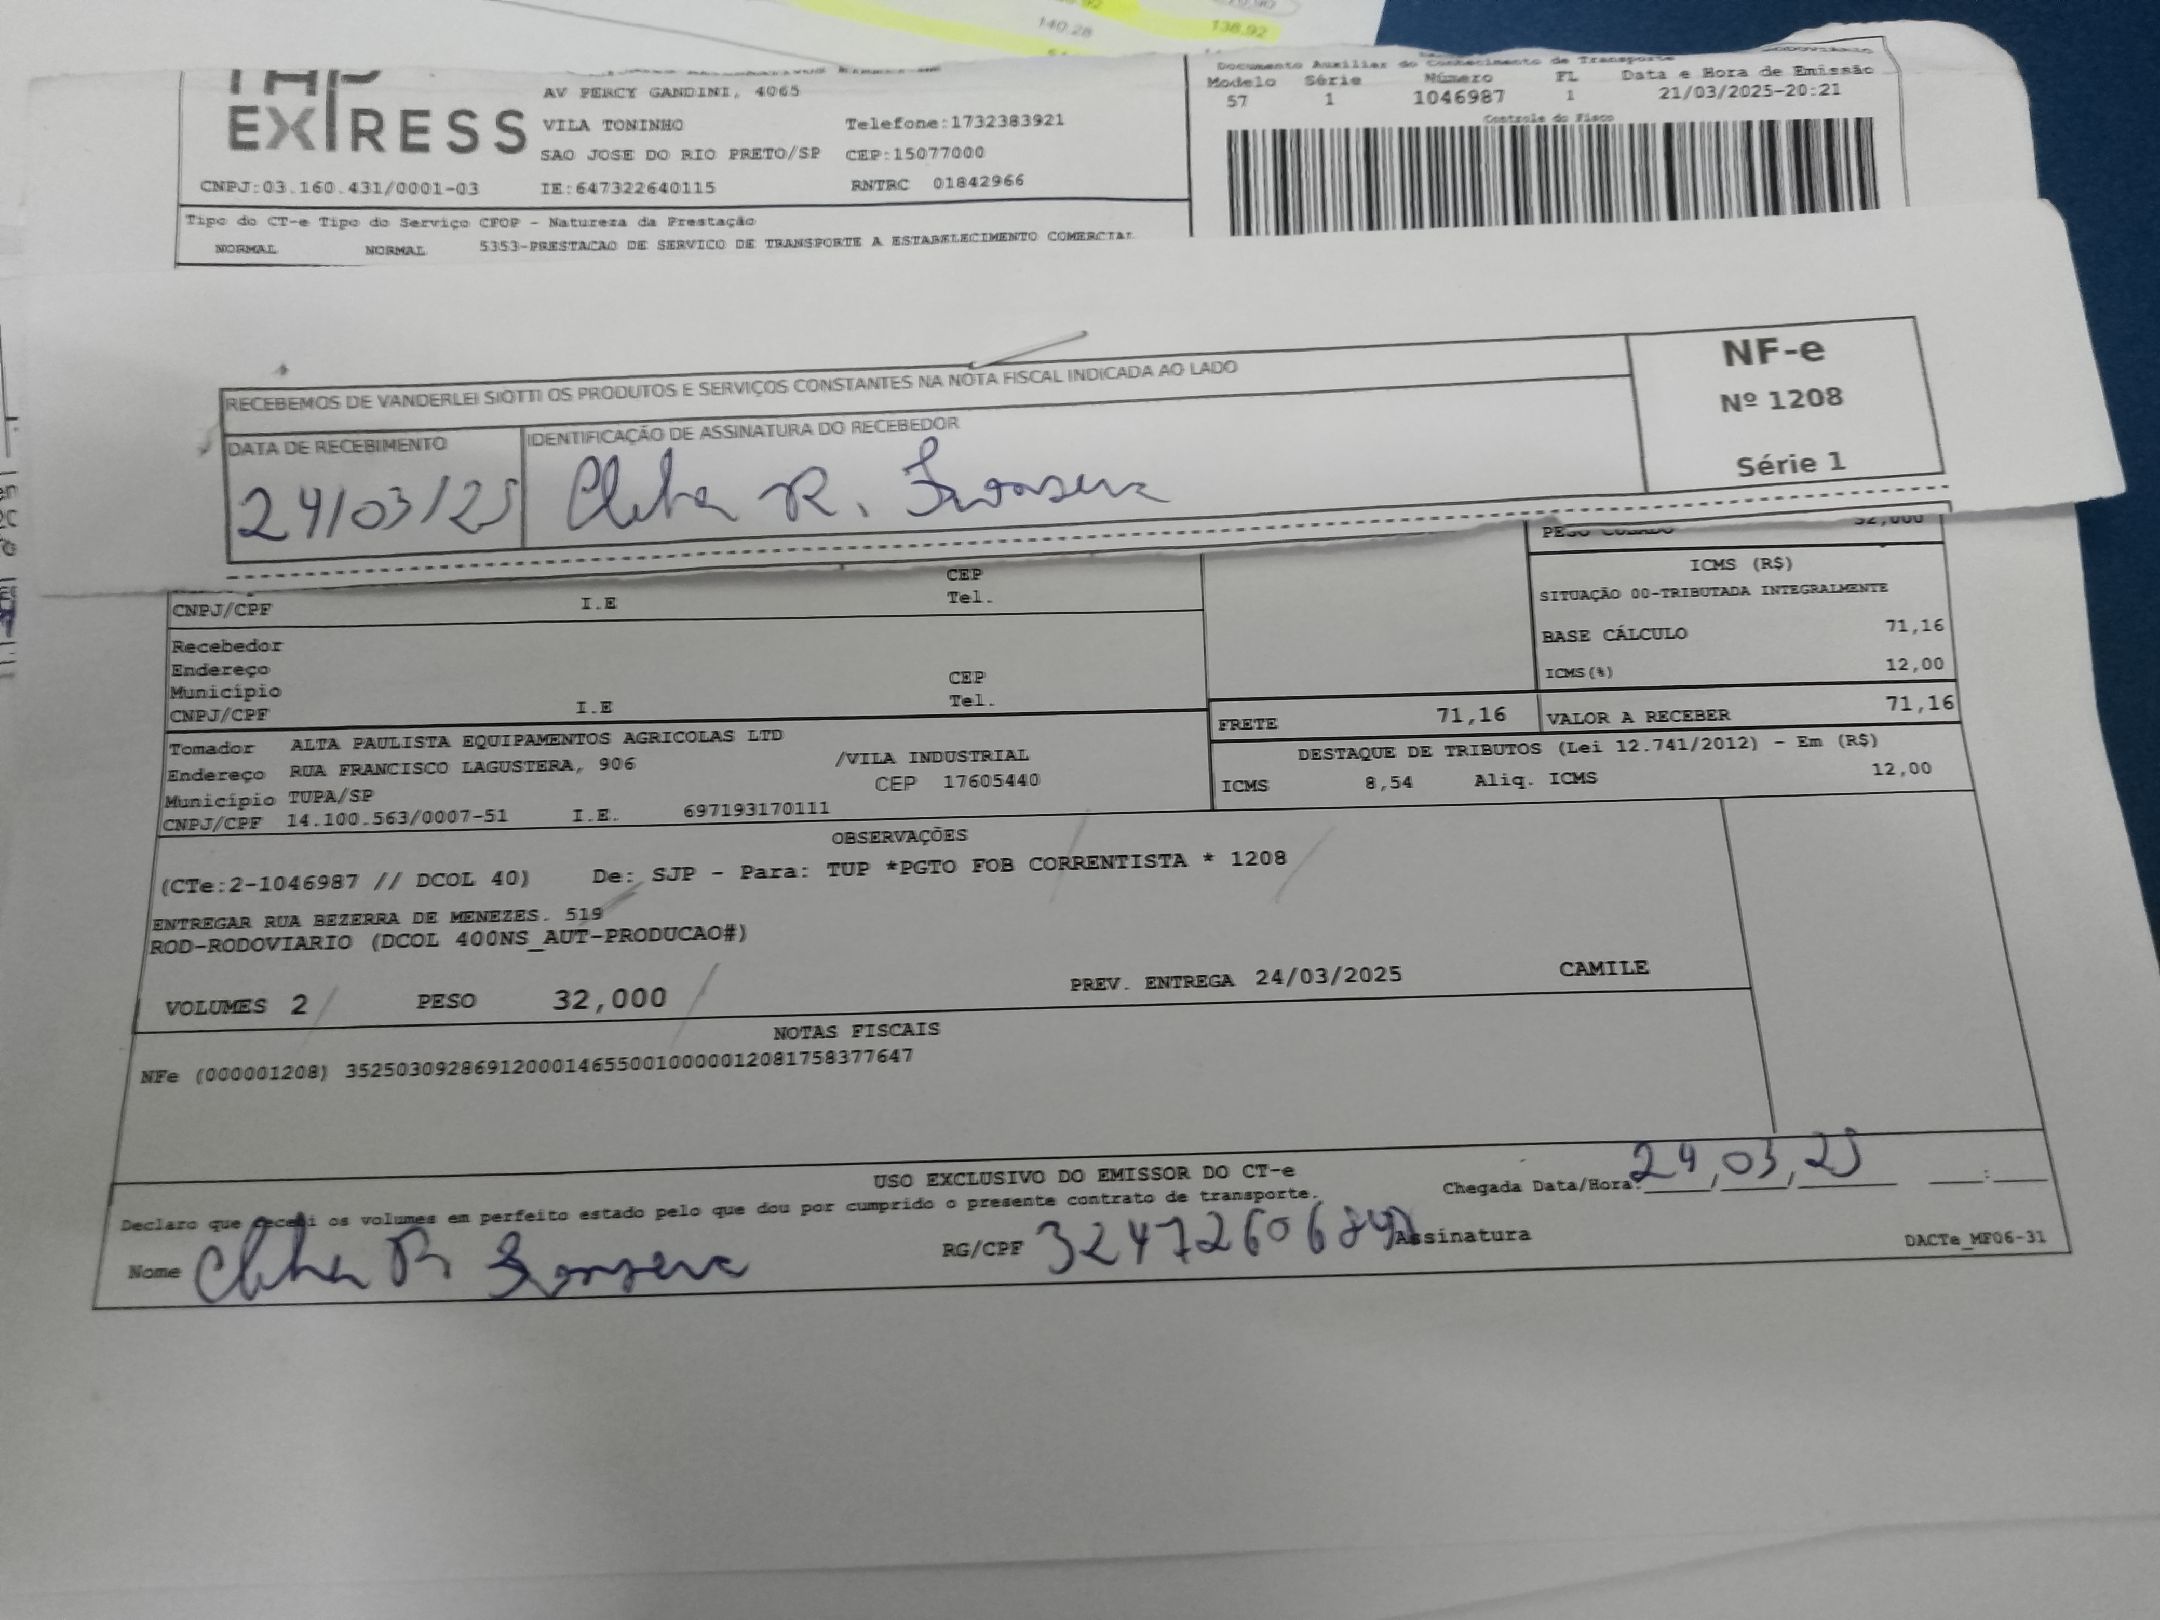 140.28 138,92
EXPRESS
AV PERCY GANDINI, 4065
VILA TONINHO Telefone:1732383921
SAO JOSE DO RIO PRETO/SP CEP:15077000
CNPJ:03.160.431/0001-03 IE:647322640115 RNTRC 01842966
Documento Auxiliar do Conhecimento de Transporte
Modelo Série Número FL Data e Hora de Emissão
57 1 1046987 1 21/03/2025-20:21
Controle do Fisco
Tipo do CT-e Tipo do Serviço CFOP - Natureza da Prestação
NORMAL NORMAL 5353-PRESTACAO DE SERVICO DE TRANSPORTE A ESTABELECIMENTO COMERCIAL
RECEBEMOS DE VANDERLEI SIOTTI OS PRODUTOS E SERVIÇOS CONSTANTES NA NOTA FISCAL INDICADA AO LADO
DATA DE RECEBIMENTO IDENTIFICAÇÃO DE ASSINATURA DO RECEBEDOR
24/03/25 R.
NF-e
Nº 1208
Série 1
PESO CUBADO 32,000
CEP
CNPJ/CPF I.E Tel.
Recebedor
Endereço
Município CEP
CNPJ/CPF I.E Tel.
ICMS (R$)
SITUAÇÃO 00-TRIBUTADA INTEGRALMENTE
BASE CÁLCULO 71,16
ICMS(%) 12,00
FRETE 71,16 VALOR A RECEBER 71,16
Tomador ALTA PAULISTA EQUIPAMENTOS AGRICOLAS LTD
Endereço RUA FRANCISCO LAGUSTERA, 906 /VILA INDUSTRIAL
Município TUPA/SP CEP 17605440
CNPJ/CPF 14.100.563/0007-51 I.E. 697193170111
DESTAQUE DE TRIBUTOS (Lei 12.741/2012) - Em (R$)
ICMS 8,54 Aliq. ICMS 12,00
OBSERVAÇÕES
(CTe:2-1046987 // DCOL 40) De: SJP - Para: TUP *PGTO FOB CORRENTISTA * 1208
ENTREGAR RUA BEZERRA DE MENEZES. 519
ROD-RODOVIARIO (DCOL 400NS_AUT-PRODUCAO#)
VOLUMES 2 PESO 32,000 PREV. ENTREGA 24/03/2025 CAMILE
NOTAS FISCAIS
NFe (000001208) 35250309286912000146550010000012081758377647
USO EXCLUSIVO DO EMISSOR DO CT-e
Declaro que recebi os volumes em perfeito estado pelo que dou por cumprido o presente contrato de transporte.
Chegada Data/Hora: 24/03/25 :
Nome R RG/CPF Assinatura
DACTe_MF06-31